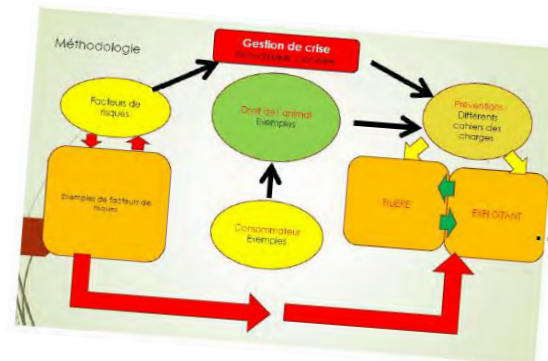 Méthodologie
Gestion de crise
Facteurs de
risques
Droit de l'animal
Exemples
Préventions :
Différents
cahiers des
charges
Exemples de facteurs de
risques
FILIERE
EXPLOITANT
Consommateur
Exemples